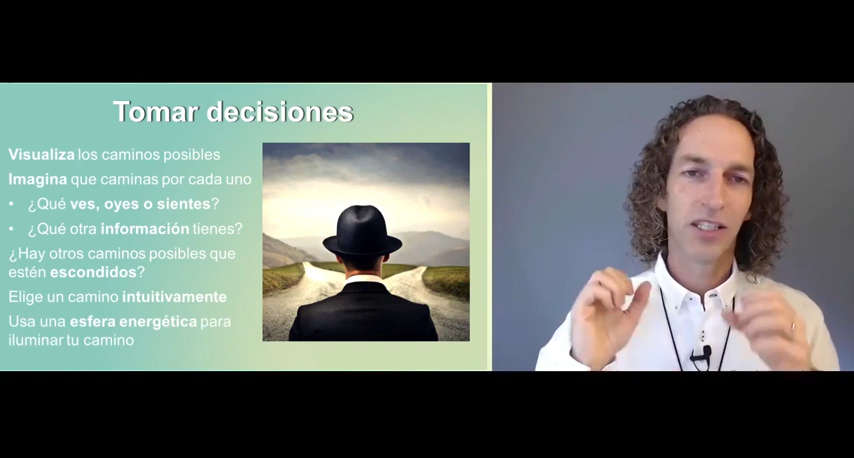 Tomar decisiones
Visualiza los caminos posibles
Imagina que caminas por cada uno
• ¿Qué ves, oyes o sientes?
• ¿Qué otra información tienes?
¿Hay otros caminos posibles que
estén escondidos?
Elige un camino intuitivamente
Usa una esfera energética para
iluminar tu camino